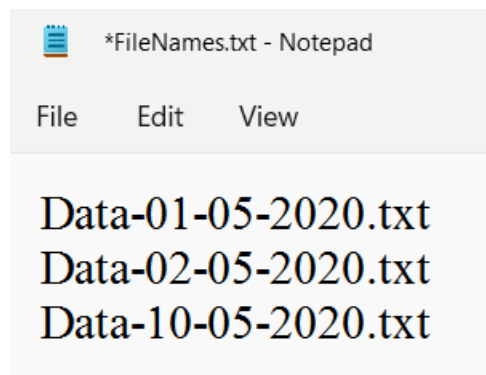 *FileNames.txt - Notepad
File Edit View
Data-01-05-2020.txt
Data-02-05-2020.txt
Data-10-05-2020.txt